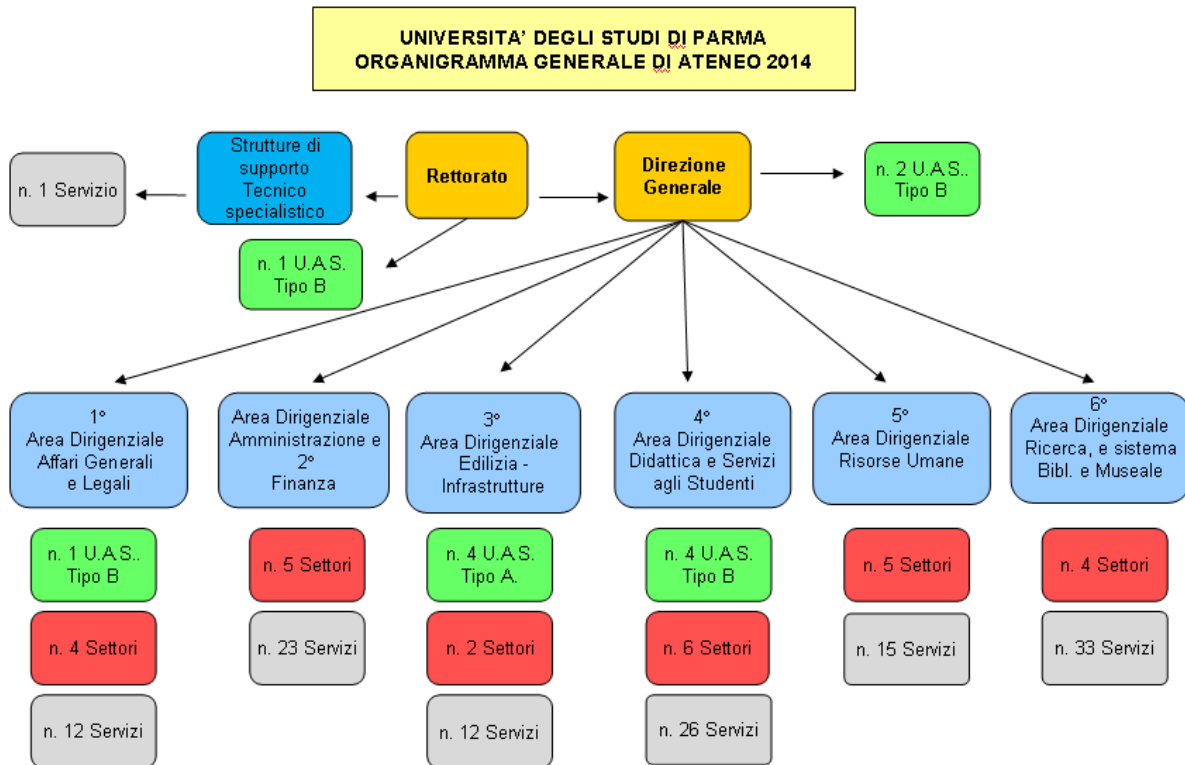 UNIVERSITA' DEGLI STUDI DI PARMA
ORGANIGRAMMA GENERALE DI ATENEO 2014
n. 1 Servizio
Strutture di
supporto
Tecnico
specialistico
Rettorato
Direzione
Generale
n. 2 U.A.S..
Tipo B
n. 1 U.A.S.
Tipo B
1°
Area Dirigenziale
Affari Generali
e Legali
Area Dirigenziale
Amministrazione e
2°
Finanza
3°
Area Dirigenziale
Edilizia -
Infrastrutture
4°
Area Dirigenziale
Didattica e Servizi
agli Studenti
5°
Area Dirigenziale
Risorse Umane
6°
Area Dirigenziale
Ricerca, e sistema
Bibl. e Museale
n. 1 U.A.S..
Tipo B
n. 5 Settori
n. 4 U.A.S.
Tipo A.
n. 4 U.A.S.
Tipo B
n. 5 Settori
n. 4 Settori
n. 4 Settori
n. 23 Servizi
n. 2 Settori
n. 6 Settori
n. 15 Servizi
n. 33 Servizi
n. 12 Servizi
n. 12 Servizi
n. 26 Servizi